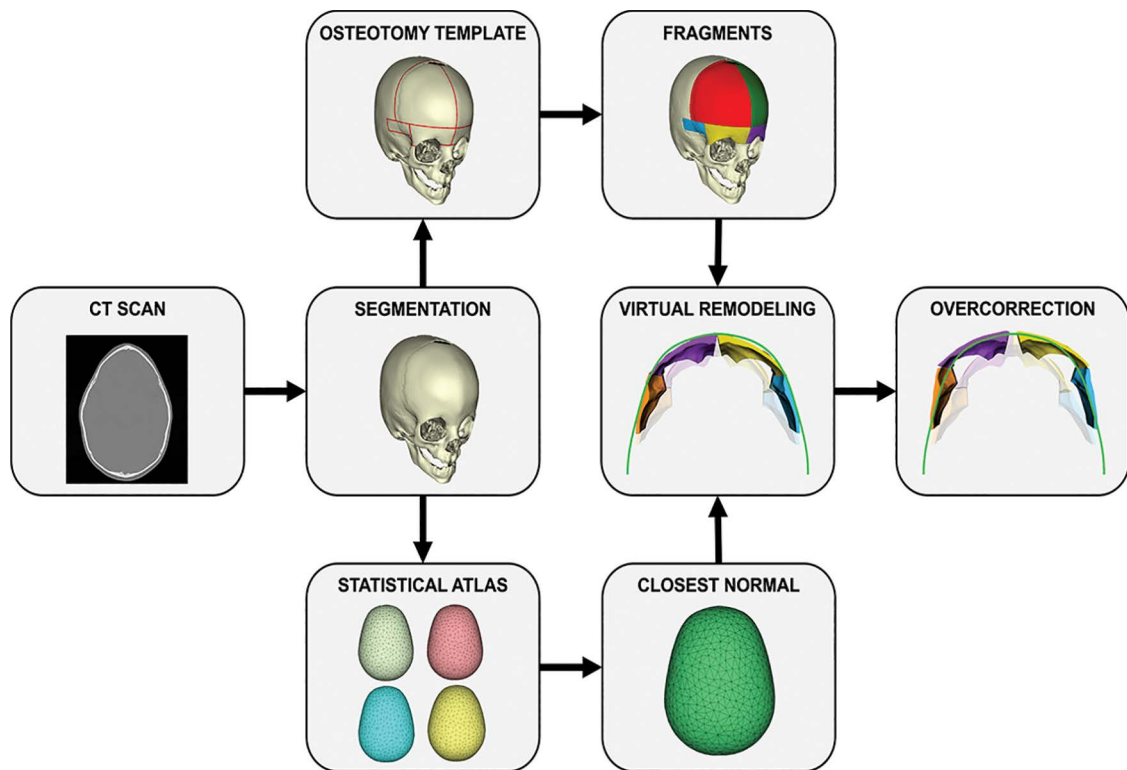 OSTEOTOMY TEMPLATE
FRAGMENTS
CT SCAN
SEGMENTATION
VIRTUAL REMODELING
OVERCORRECTION
STATISTICAL ATLAS
CLOSEST NORMAL